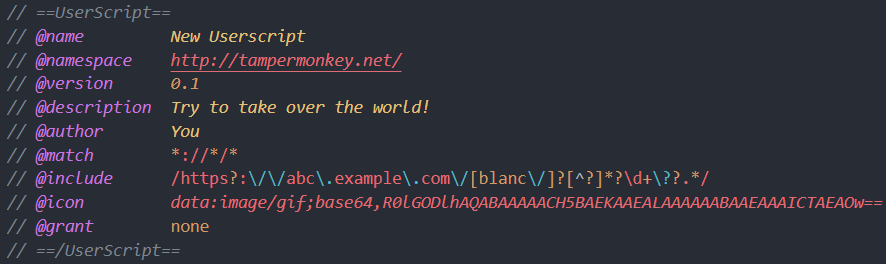 // ==UserScript==
// @name         New Userscript
// @namespace    http://tampermonkey.net/
// @version      0.1
// @description  Try to take over the world!
// @author       You
// @match        *://*/*
// @include      /https?:\/\/abc\.example\.com\/[blanc\/]?[^?]*?\d+\??.*/
// @icon         data:image/gif;base64,R0lGODlhAQABAAAAACH5BAEKAAEALAAAAAABAAEAAAICTAEAOw==
// @grant        none
// ==/UserScript==